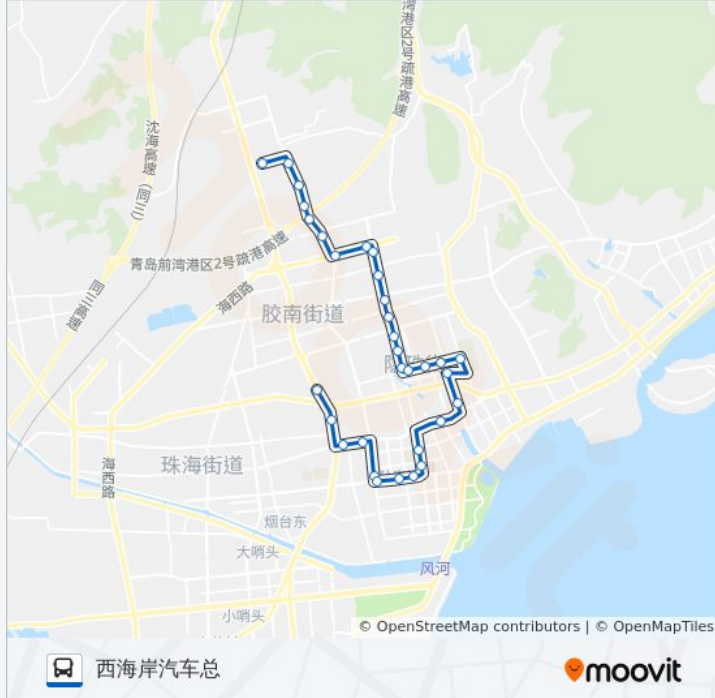 湾港区2号疏港高速
沈海高速（同三）
青岛前湾港区2号疏港高速
同三高速
海西路
胶南街道
珠海街道
海西路
烟台东
大哨头
风河
小哨头
© OpenStreetMap contributors | © OpenMapTiles
西海岸汽车总
moovit